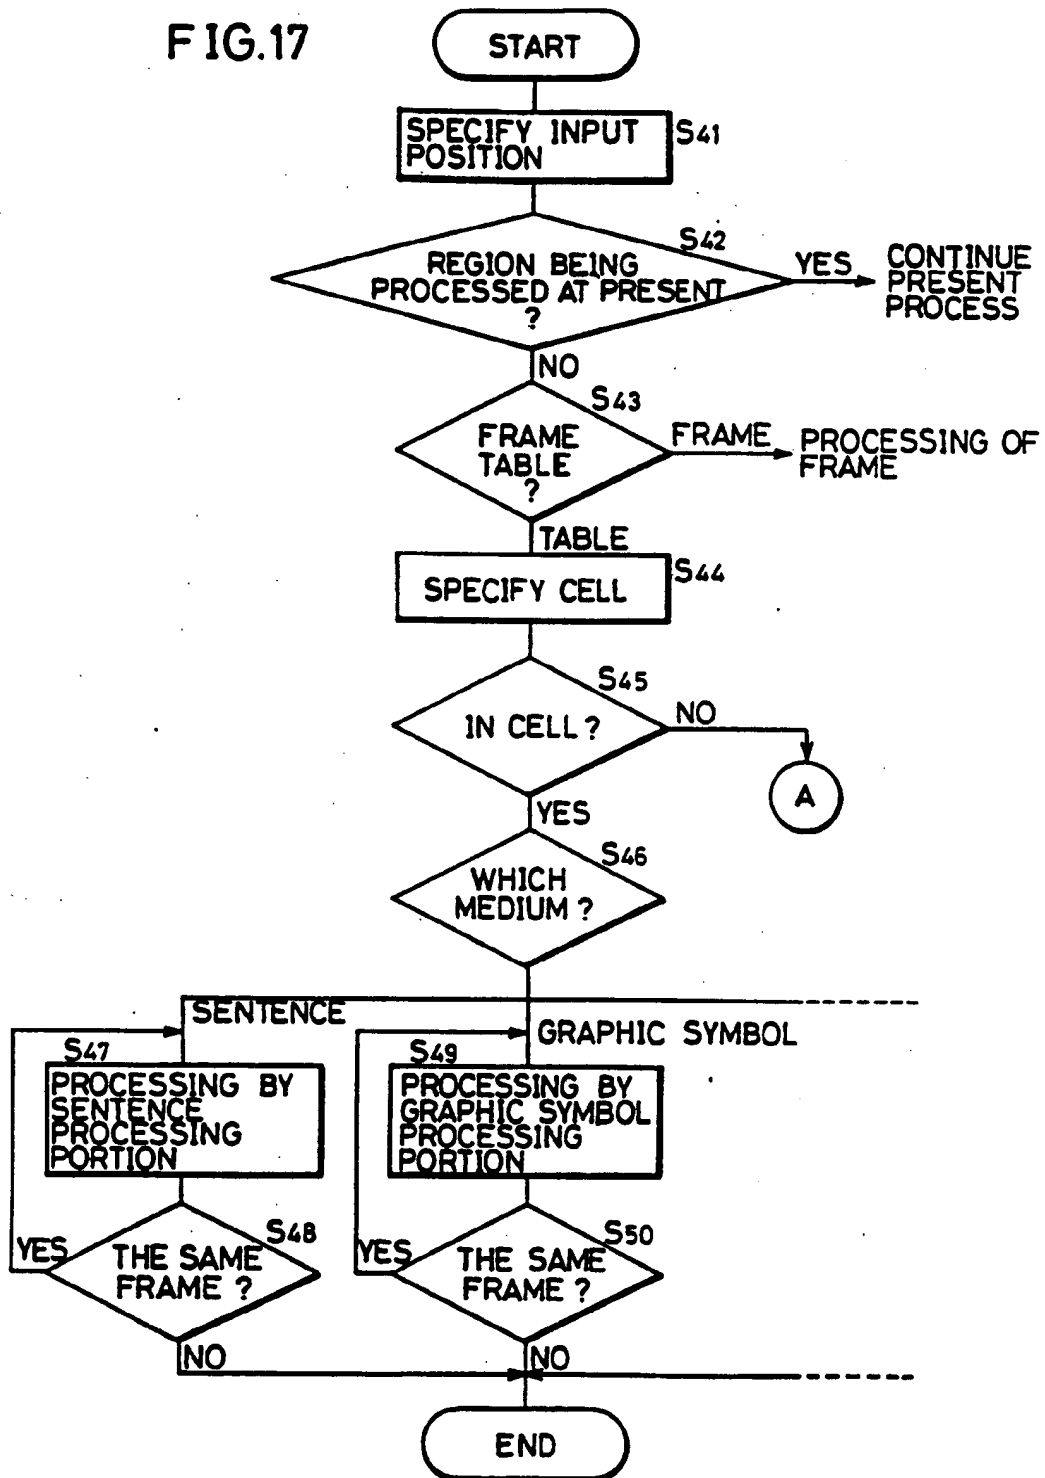 FIG.17
START
SPECIFY INPUT
POSITION
S41
S42
REGION BEING
PROCESSED AT PRESENT
?
YES
CONTINUE
PRESENT
PROCESS
NO
S43
FRAME
TABLE
?
FRAME
PROCESSING OF
FRAME
TABLE
SPECIFY CELL
S44
S45
IN CELL ?
NO
A
YES
S46
WHICH
MEDIUM ?
SENTENCE
GRAPHIC SYMBOL
S47
PROCESSING BY
SENTENCE
PROCESSING
PORTION
S49
PROCESSING BY
GRAPHIC SYMBOL
PROCESSING
PORTION
S48
YES
THE SAME
FRAME ?
S50
YES
THE SAME
FRAME ?
NO
NO
END